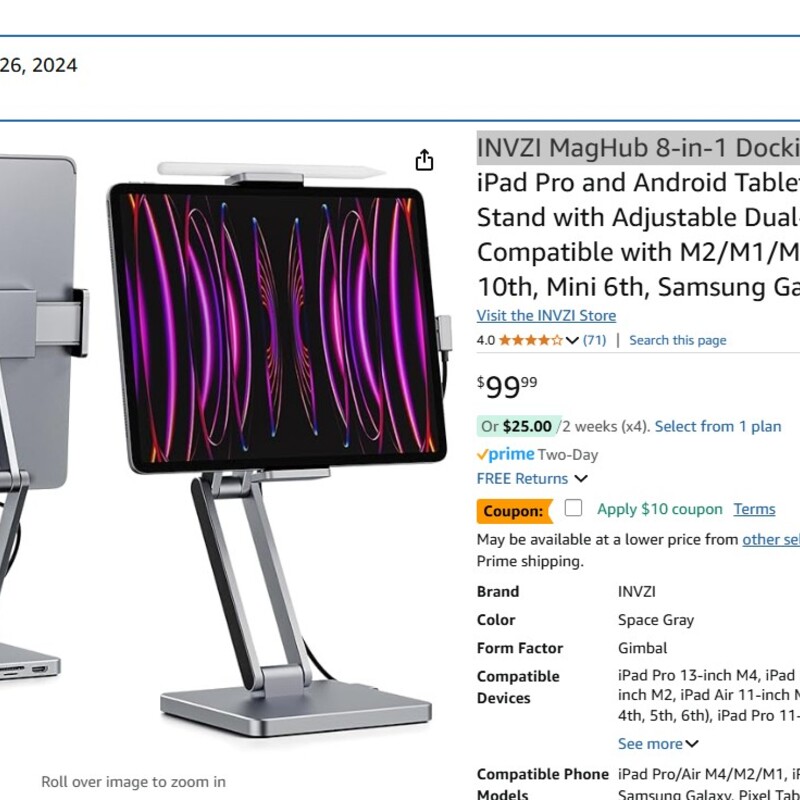 26, 2024
INVZI MagHub 8-in-1 Docki
iPad Pro and Android Table
Stand with Adjustable Dual-
Compatible with M2/M1/M
10th, Mini 6th, Samsung Ga
Visit the INVZI Store
4.0 (71) | Search this page
$99 99
Or $25.00 /2 weeks (x4). Select from 1 plan
prime Two-Day
FREE Returns
Coupon: Apply $10 coupon Terms
May be available at a lower price from other sel
Prime shipping.
Brand INVZI
Color Space Gray
Form Factor Gimbal
Compatible Devices iPad Pro 13-inch M4, iPad
inch M2, iPad Air 11-inch M
4th, 5th, 6th), iPad Pro 11-
See more
Compatible Phone Models iPad Pro/Air M4/M2/M1, iP
Samsung Galaxy, Pixel Tab
Roll over image to zoom in